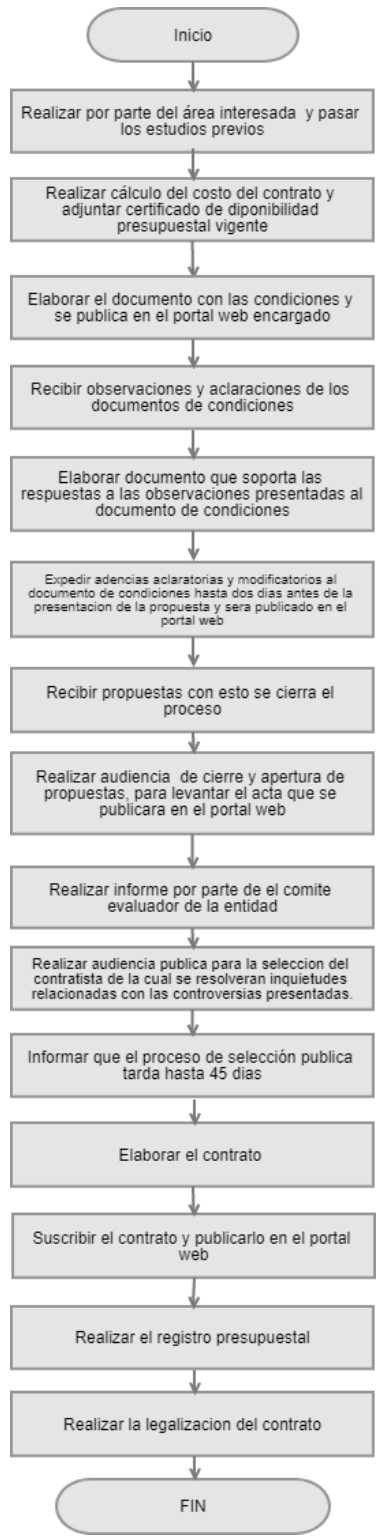 Inicio
Realizar por parte del área interesada y pasar
los estudios previos
Realizar cálculo del costo del contrato y
adjuntar certificado de diponibilidad
presupuestal vigente
Elaborar el documento con las condiciones y
se publica en el portal web encargado
Recibir observaciones y aclaraciones de los
documentos de condiciones
Elaborar documento que soporta las
respuestas a las observaciones presentadas al
documento de condiciones
Expedir adencias aclaratorias y modificatorios al
documento de condiciones hasta dos dias antes de la
presentacion de la propuesta y sera publicado en el
portal web
Recibir propuestas con esto se cierra el
proceso
Realizar audiencia de cierre y apertura de
propuestas, para levantar el acta que se
publicara en el portal web
Realizar informe por parte de el comite
evaluador de la entidad
Realizar audiencia publica para la seleccion del
contratista de la cual se resolveran inquietudes
relacionadas con las controversias presentadas.
Informar que el proceso de selección publica
tarda hasta 45 dias
Elaborar el contrato
Suscribir el contrato y publicarlo en el portal
web
Realizar el registro presupuestal
Realizar la legalizacion del contrato
FIN